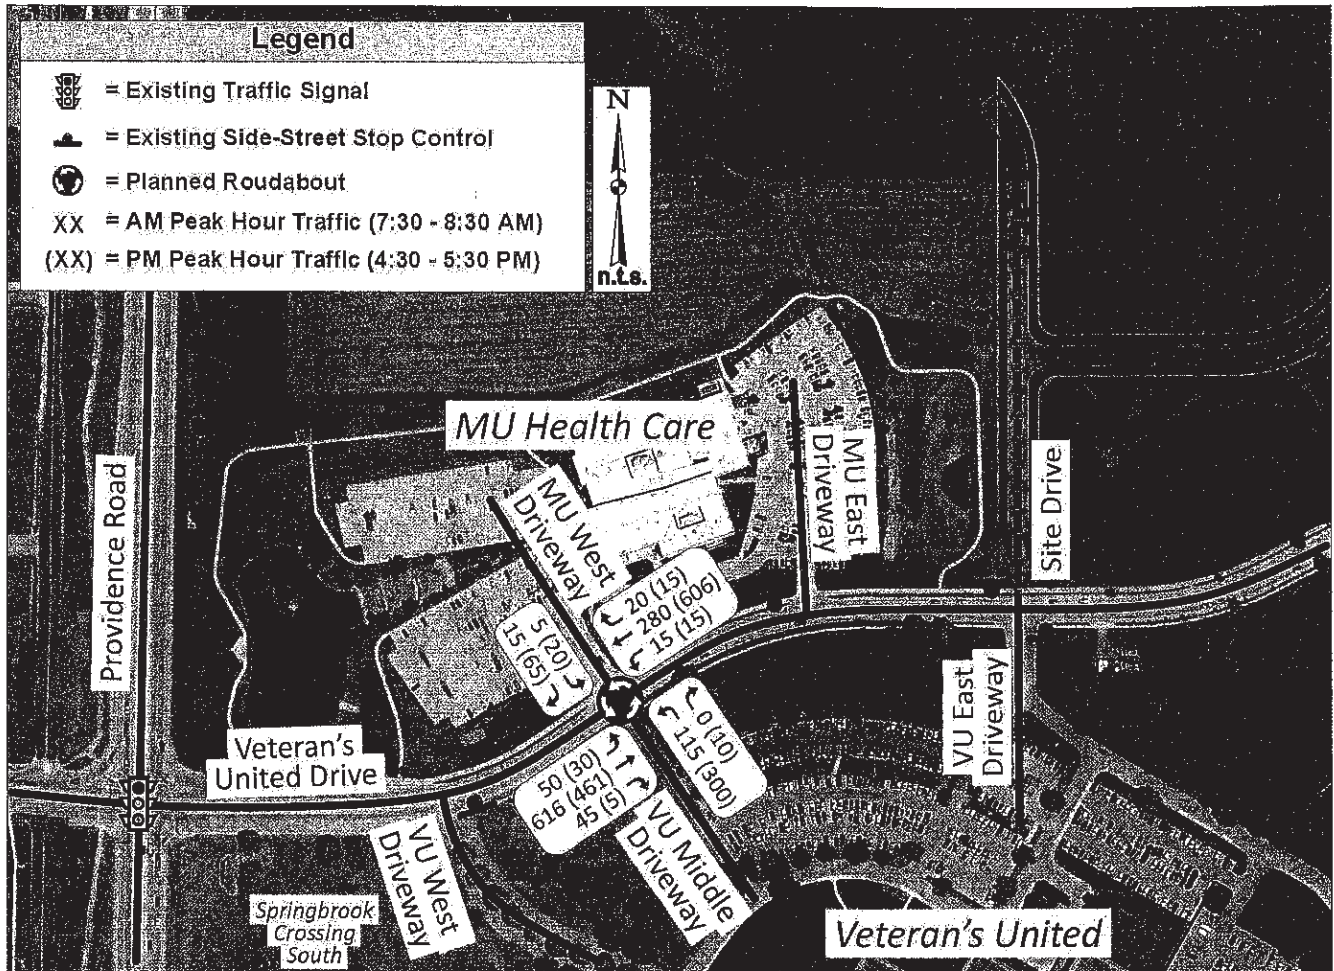 Legend
= Existing Traffic Signal
= Existing Side-Street Stop Control
= Planned Roudabout
XX = AM Peak Hour Traffic (7:30 - 8:30 AM)
(XX) = PM Peak Hour Traffic (4:30 - 5:30 PM)
N
n.t.s.
MU Health Care
MU West
Driveway
MU East
Driveway
Site Drive
Providence Road
20 (15)
280 (606)
15 (15)
5 (20)
15 (65)
Veteran's
United Drive
50 (30)
616 (461)
45 (5)
0 (10)
115 (300)
VU East
Driveway
VU West
Driveway
VU Middle
Driveway
Springbrook
Crossing
South
Veteran's United